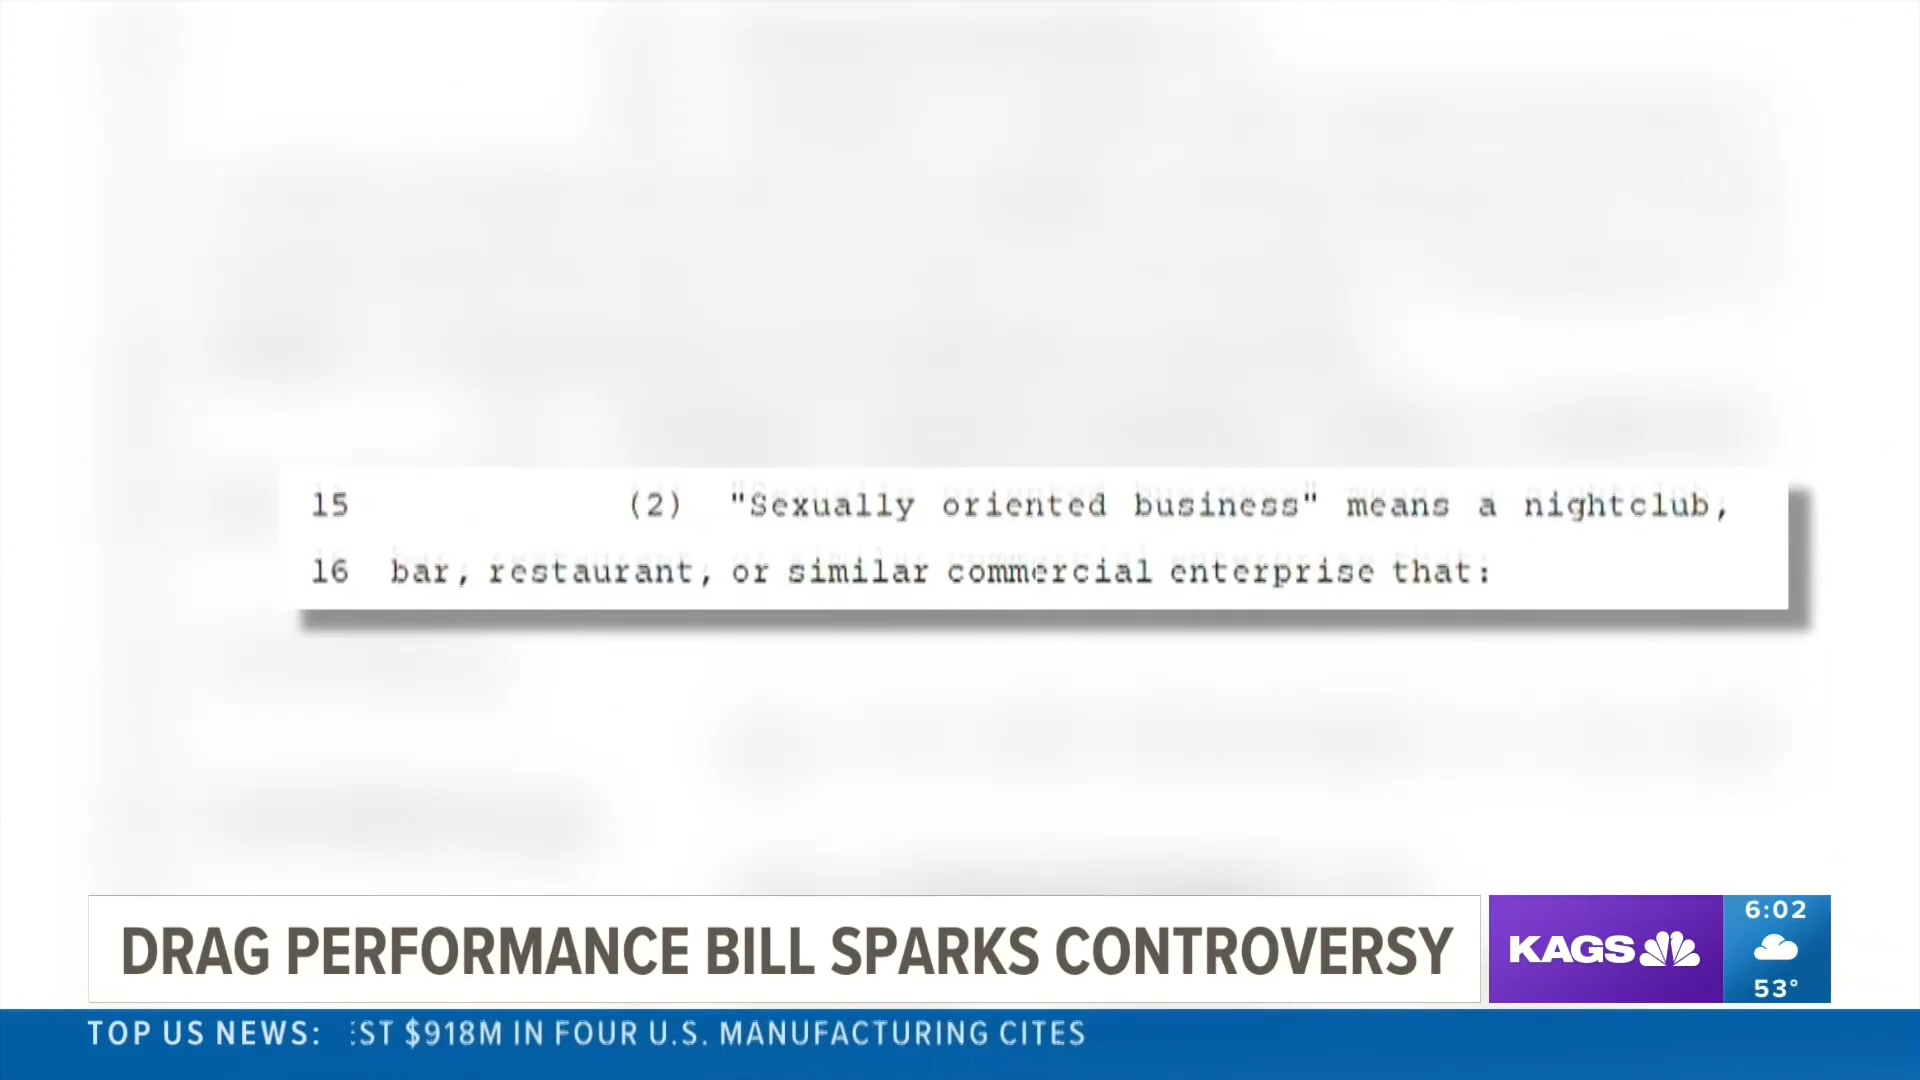 15 (2) "Sexually oriented business" means a nightclub,
16 bar, restaurant, or similar commercial enterprise that:
DRAG PERFORMANCE BILL SPARKS CONTROVERSY
KAGS
6:02
53°
TOP US NEWS: $918M IN FOUR U.S. MANUFACTURING CITES